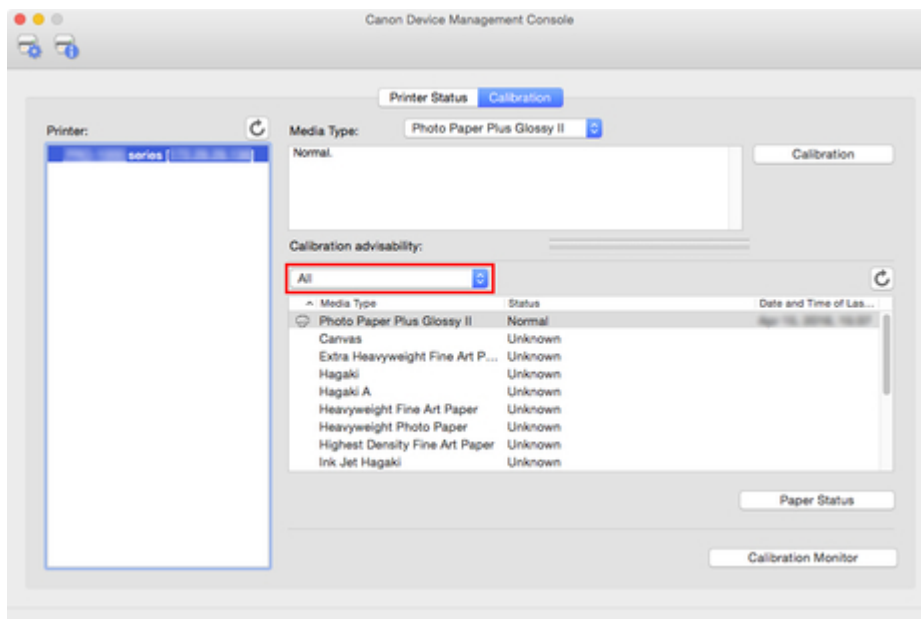 Canon Device Management Console
Printer Status Calibration
Printer:
series [
Media Type: Photo Paper Plus Glossy II
Normal.
Calibration
Calibration advisability:
All
Media Type Status Date and Time of Las...
Photo Paper Plus Glossy II Normal
Canvas Unknown
Extra Heavyweight Fine Art P... Unknown
Hagaki Unknown
Hagaki A Unknown
Heavyweight Fine Art Paper Unknown
Heavyweight Photo Paper Unknown
Highest Density Fine Art Paper Unknown
Ink Jet Hagaki Unknown
Paper Status
Calibration Monitor